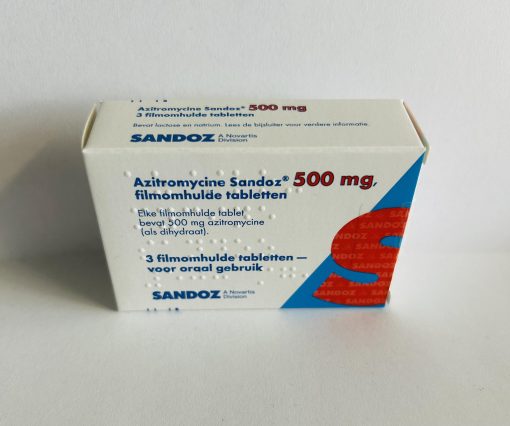 Azitromycine Sandoz® 500 mg
3 filmomhulde tabletten
Bevat lactose en natrium. Lees de bijsluiter voor verdere informatie.
SANDOZ A Novartis Division
Azitromycine Sandoz® 500 mg,
filmomhulde tabletten
Elke filmomhulde tablet
bevat 500 mg azitromycine
(als dihydraat).
3 filmomhulde tabletten —
voor oraal gebruik
SANDOZ A Novartis Division
S
SANDOZ